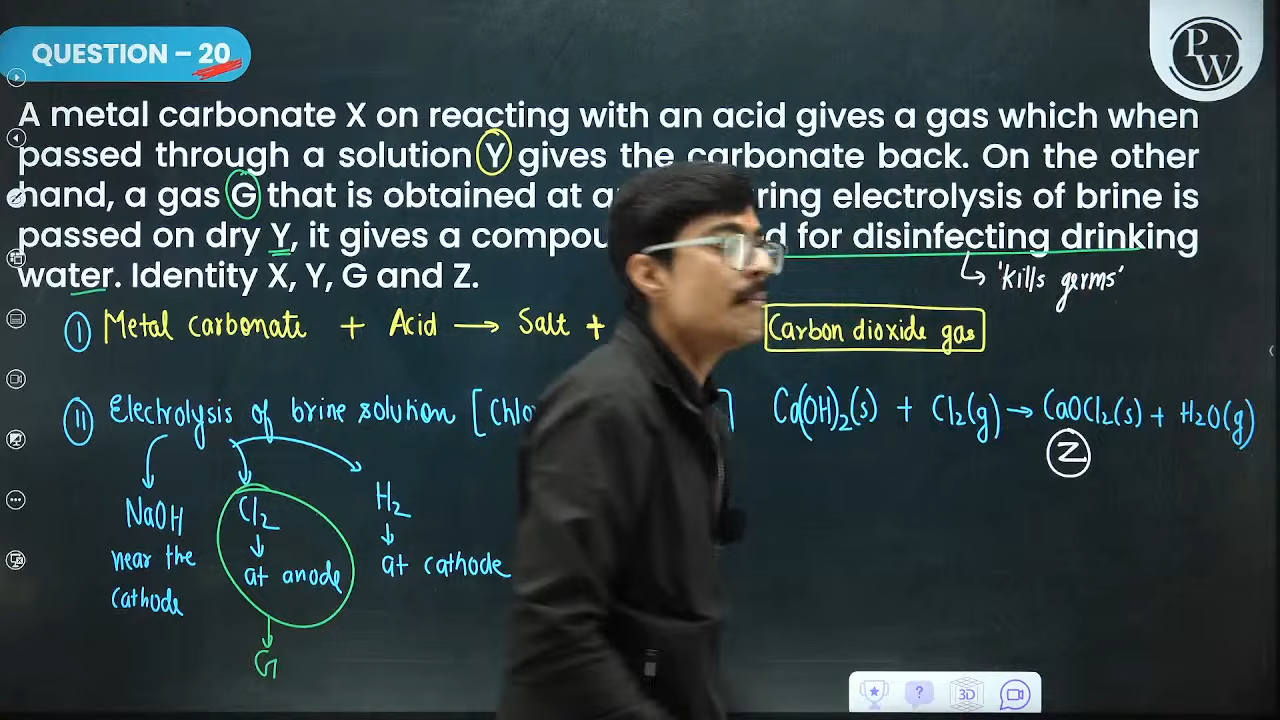 QUESTION – 20
PW
A metal carbonate X on reacting with an acid gives a gas which when
passed through a solution Y gives the carbonate back. On the other
hand, a gas G that is obtained at a ring electrolysis of brine is
passed on dry Y, it gives a compou d for disinfecting drinking
water. Identity X, Y, G and Z.
'Kills germs'
I Metal carbonate + Acid → Salt + Carbon dioxide gas
II Electrolysis of brine solution [Chlo ] Ca(OH)2(s) + Cl2(g) → CaOCl2(s) + H2O(g)
Z
NaOH Cl2 H2
near the at anode at cathode
cathode
G
3D